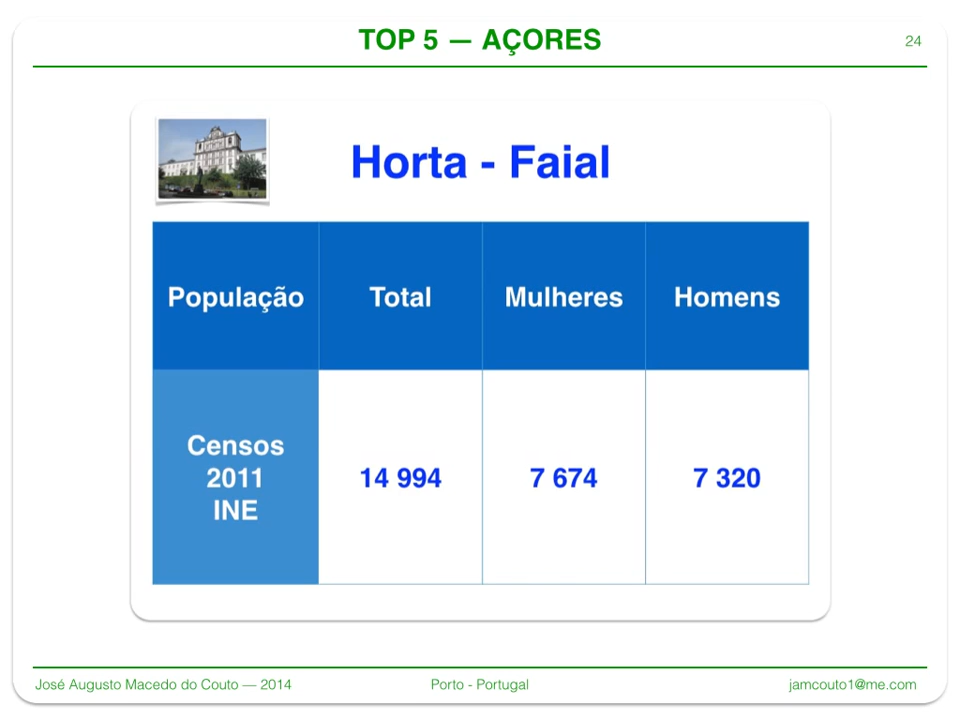 TOP 5 — AÇORES
24
Horta - Faial
População Total Mulheres Homens
Censos
2011
INE
14 994 7 674 7 320
José Augusto Macedo do Couto — 2014 Porto - Portugal jamcouto1@me.com